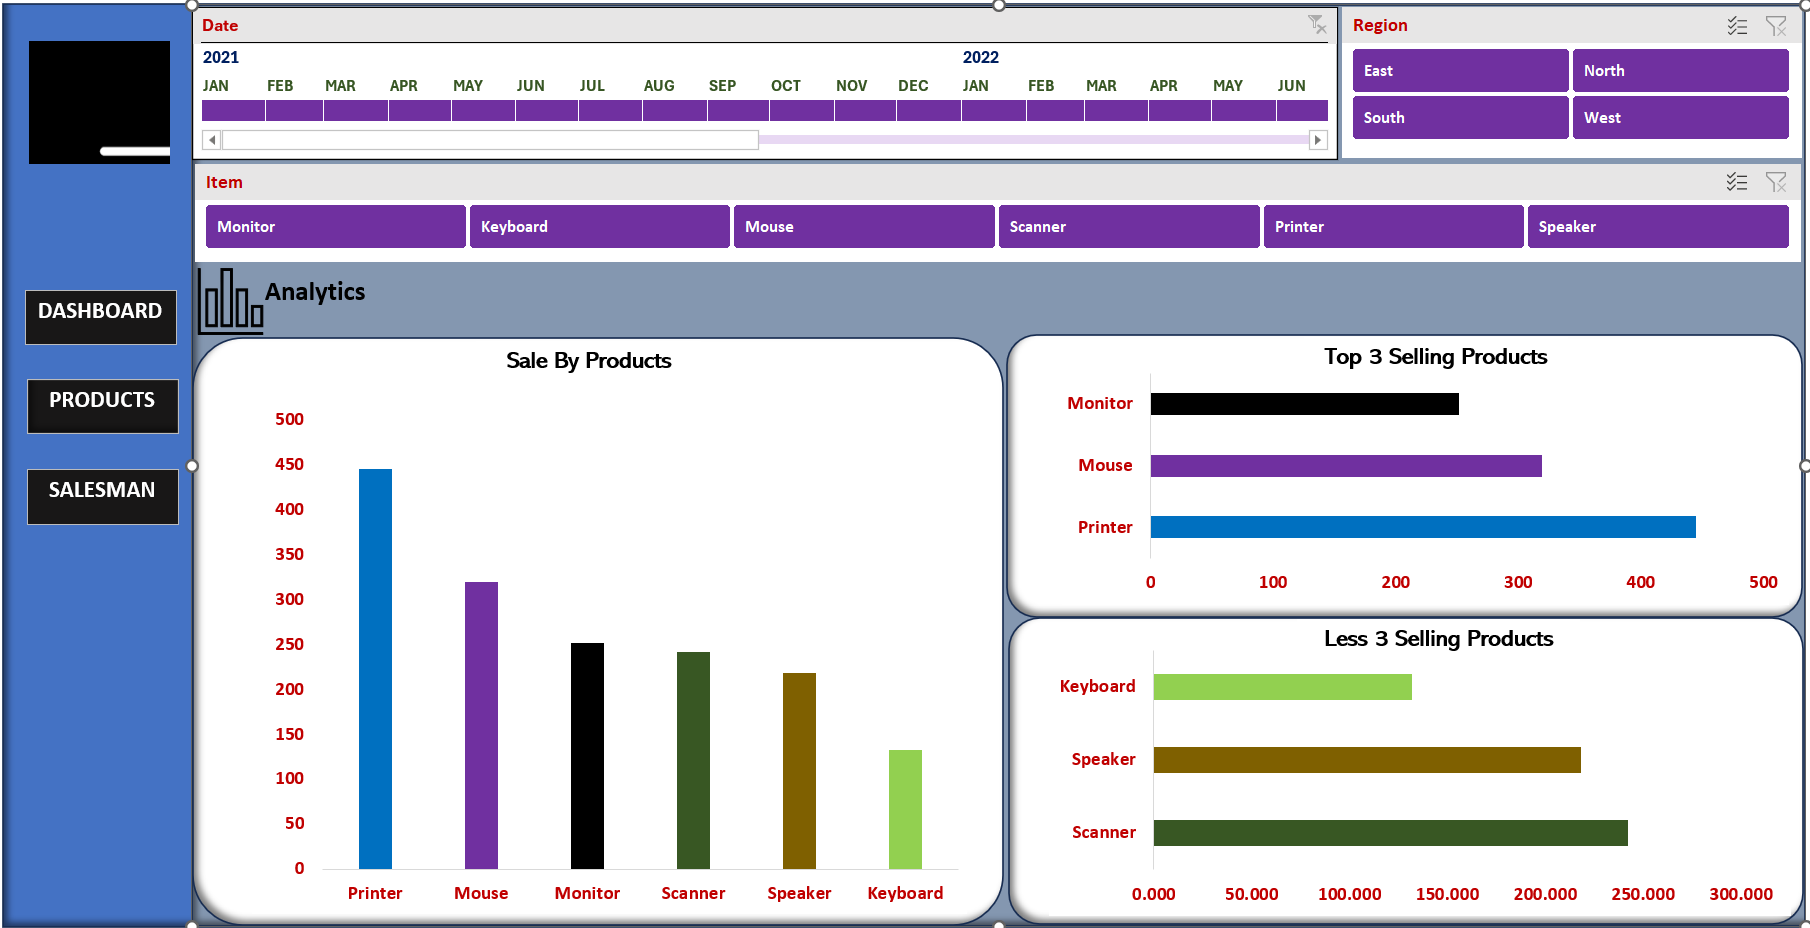 Date
2021 2022
JAN FEB MAR APR MAY JUN JUL AUG SEP OCT NOV DEC JAN FEB MAR APR MAY JUN
Region
East North
South West
Item
Monitor Keyboard Mouse Scanner Printer Speaker
DASHBOARD
PRODUCTS
SALESMAN
Analytics
Sale By Products
500
450
400
350
300
250
200
150
100
50
0
Printer Mouse Monitor Scanner Speaker Keyboard
Top 3 Selling Products
Monitor
Mouse
Printer
0 100 200 300 400 500
Less 3 Selling Products
Keyboard
Speaker
Scanner
0.000 50.000 100.000 150.000 200.000 250.000 300.000